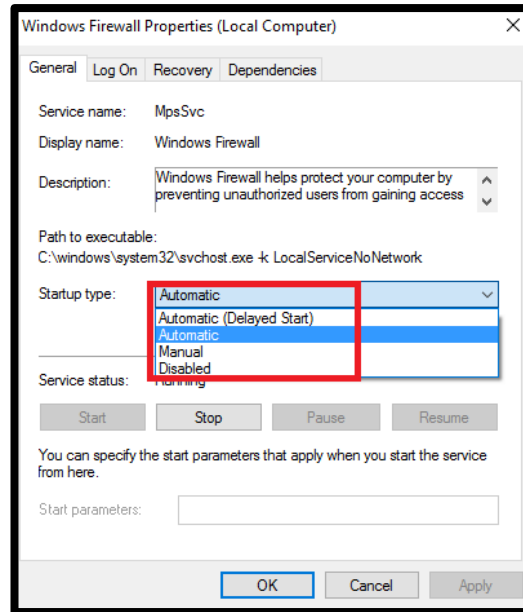 Windows Firewall Properties (Local Computer)
General Log On Recovery Dependencies
Service name: MpsSvc
Display name: Windows Firewall
Description: Windows Firewall helps protect your computer by
preventing unauthorized users from gaining access
Path to executable:
C:\windows\system32\svchost.exe -k LocalServiceNoNetwork
Startup type: Automatic
Automatic (Delayed Start)
Automatic
Manual
Disabled
Service status: Running
Start Stop Pause Resume
You can specify the start parameters that apply when you start the service
from here.
Start parameters:
OK Cancel Apply